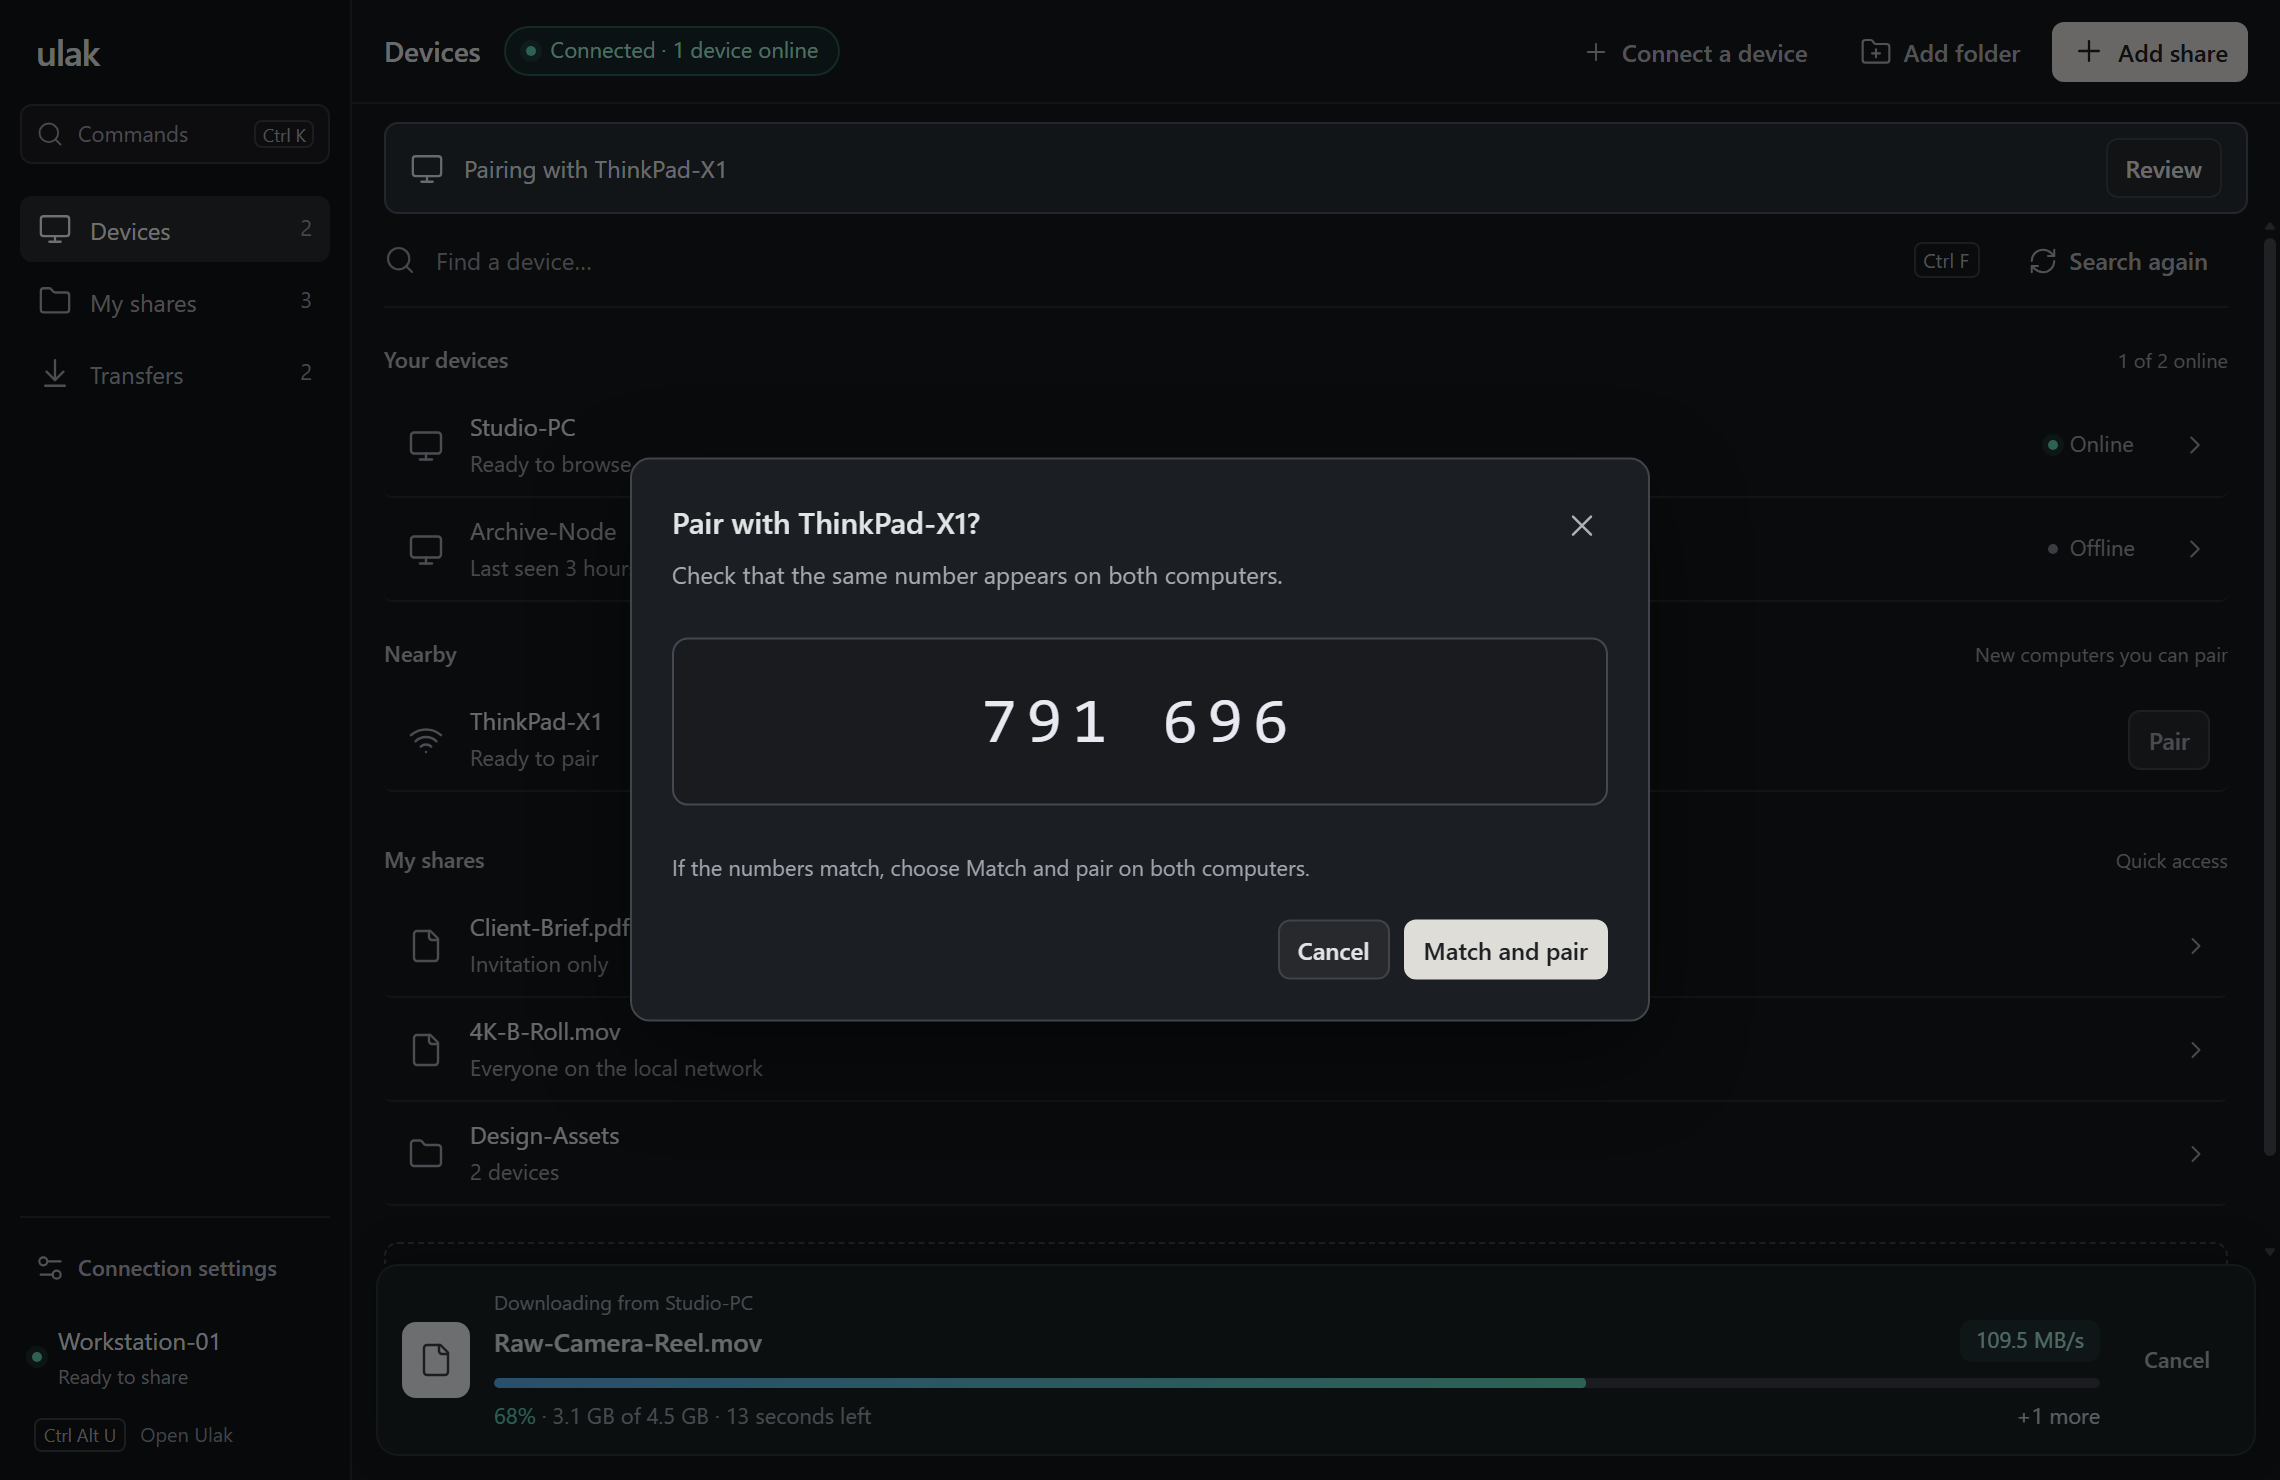 ulak
Commands
Ctrl K
Devices
2
My shares
3
Transfers
2
Connection settings
Workstation-01
Ready to share
Ctrl Alt U
Open Ulak
Devices
Connected · 1 device online
Connect a device
Add folder
Add share
Pairing with ThinkPad-X1
Review
Find a device...
Ctrl F
Search again
Your devices
1 of 2 online
Studio-PC
Ready to browse
Online
Archive-Node
Last seen 3 hour
Offline
Nearby
New computers you can pair
ThinkPad-X1
Ready to pair
Pair
My shares
Quick access
Client-Brief.pdf
Invitation only
4K-B-Roll.mov
Everyone on the local network
Design-Assets
2 devices
Pair with ThinkPad-X1?
Check that the same number appears on both computers.
791 696
If the numbers match, choose Match and pair on both computers.
Cancel
Match and pair
Downloading from Studio-PC
Raw-Camera-Reel.mov
109.5 MB/s
Cancel
68% · 3.1 GB of 4.5 GB · 13 seconds left
+1 more